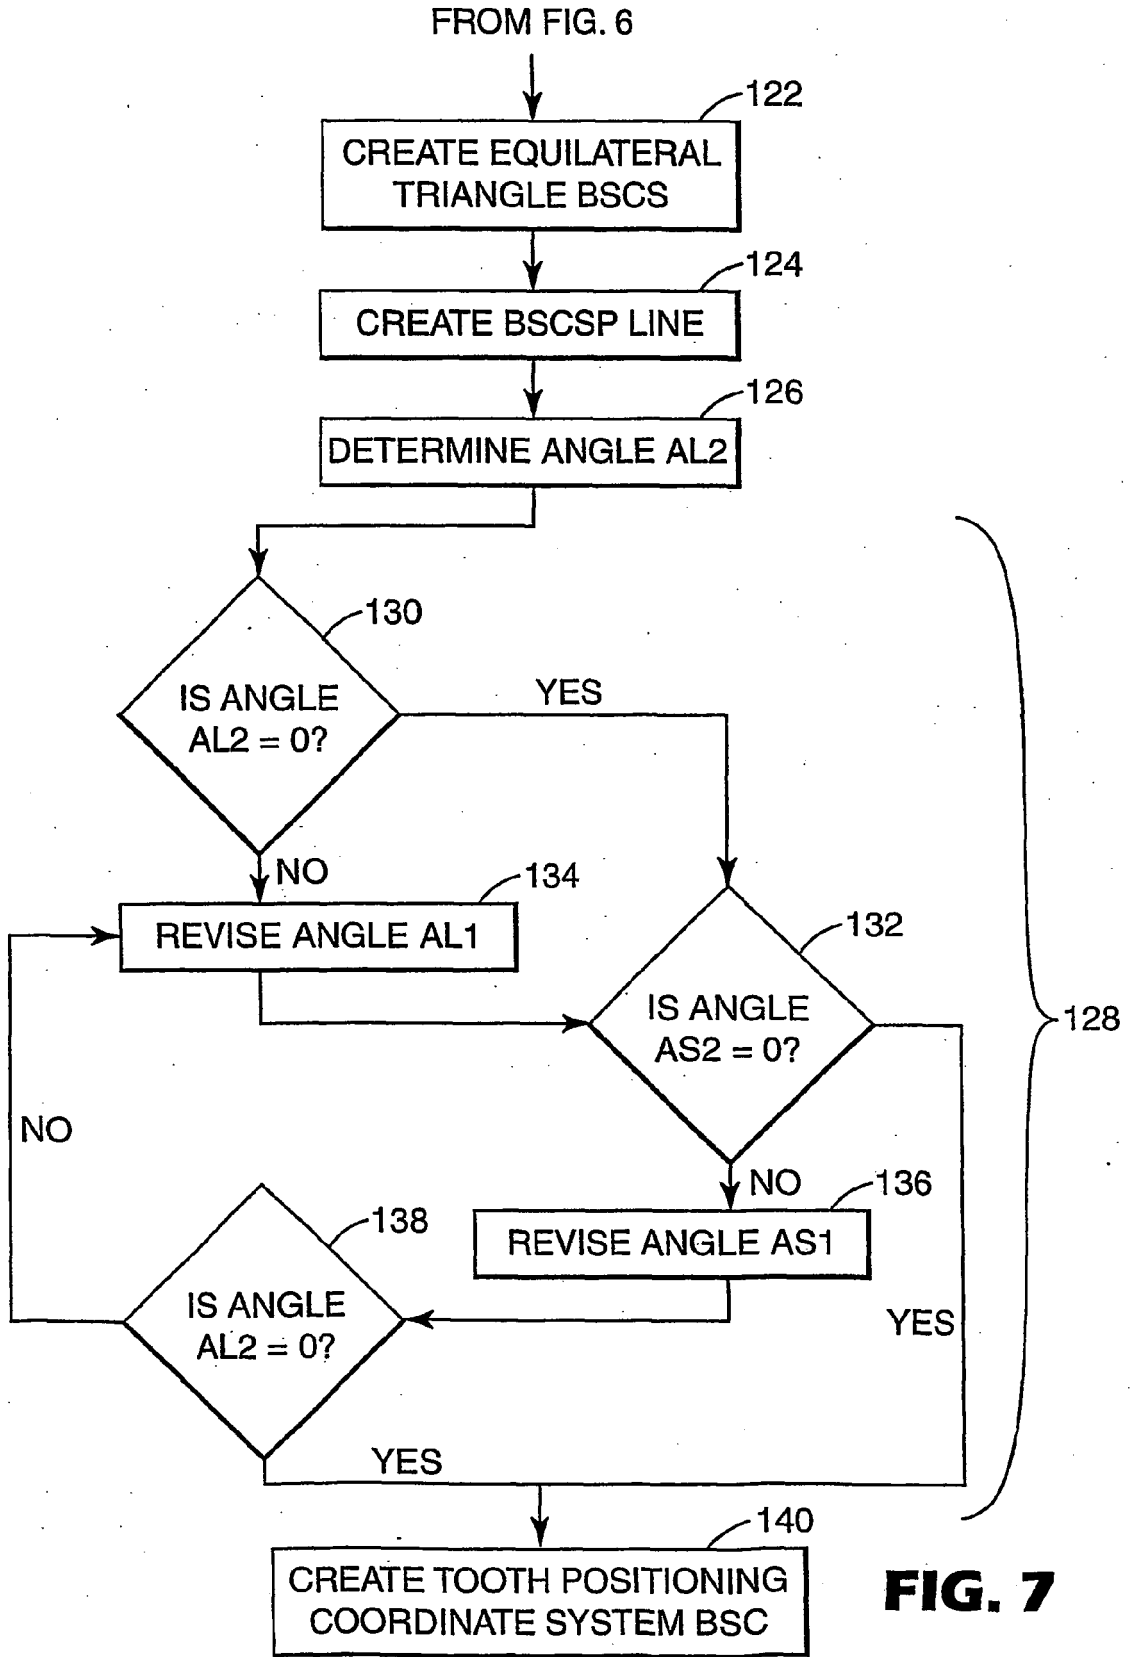 FROM FIG. 6
122
CREATE EQUILATERAL
TRIANGLE BSCS
124
CREATE BSCSP LINE
126
DETERMINE ANGLE AL2
130
IS ANGLE
AL2 = 0?
YES
NO
134
REVISE ANGLE AL1
132
IS ANGLE
AS2 = 0?
128
NO
NO
136
REVISE ANGLE AS1
138
IS ANGLE
AL2 = 0?
YES
YES
140
CREATE TOOTH POSITIONING
COORDINATE SYSTEM BSC
FIG. 7